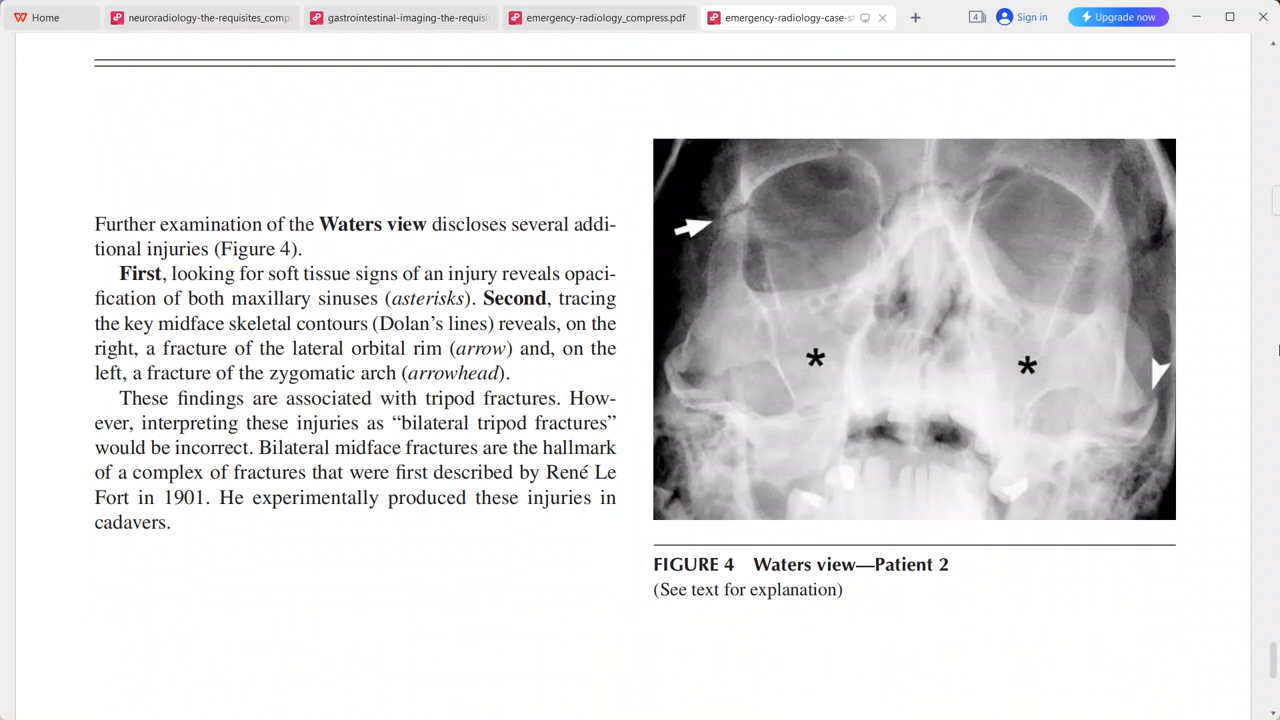 Home
neuroradiology-the-requisites_comp
gastrointestinal-imaging-the-requisit
emergency-radiology_compress.pdf
emergency-radiology-case-st
4
Sign in
Upgrade now
Further examination of the Waters view discloses several addi-
tional injuries (Figure 4).
First, looking for soft tissue signs of an injury reveals opaci-
fication of both maxillary sinuses (asterisks). Second, tracing
the key midface skeletal contours (Dolan’s lines) reveals, on the
right, a fracture of the lateral orbital rim (arrow) and, on the
left, a fracture of the zygomatic arch (arrowhead).
These findings are associated with tripod fractures. How-
ever, interpreting these injuries as “bilateral tripod fractures”
would be incorrect. Bilateral midface fractures are the hallmark
of a complex of fractures that were first described by René Le
Fort in 1901. He experimentally produced these injuries in
cadavers.
* *
FIGURE 4 Waters view—Patient 2
(See text for explanation)